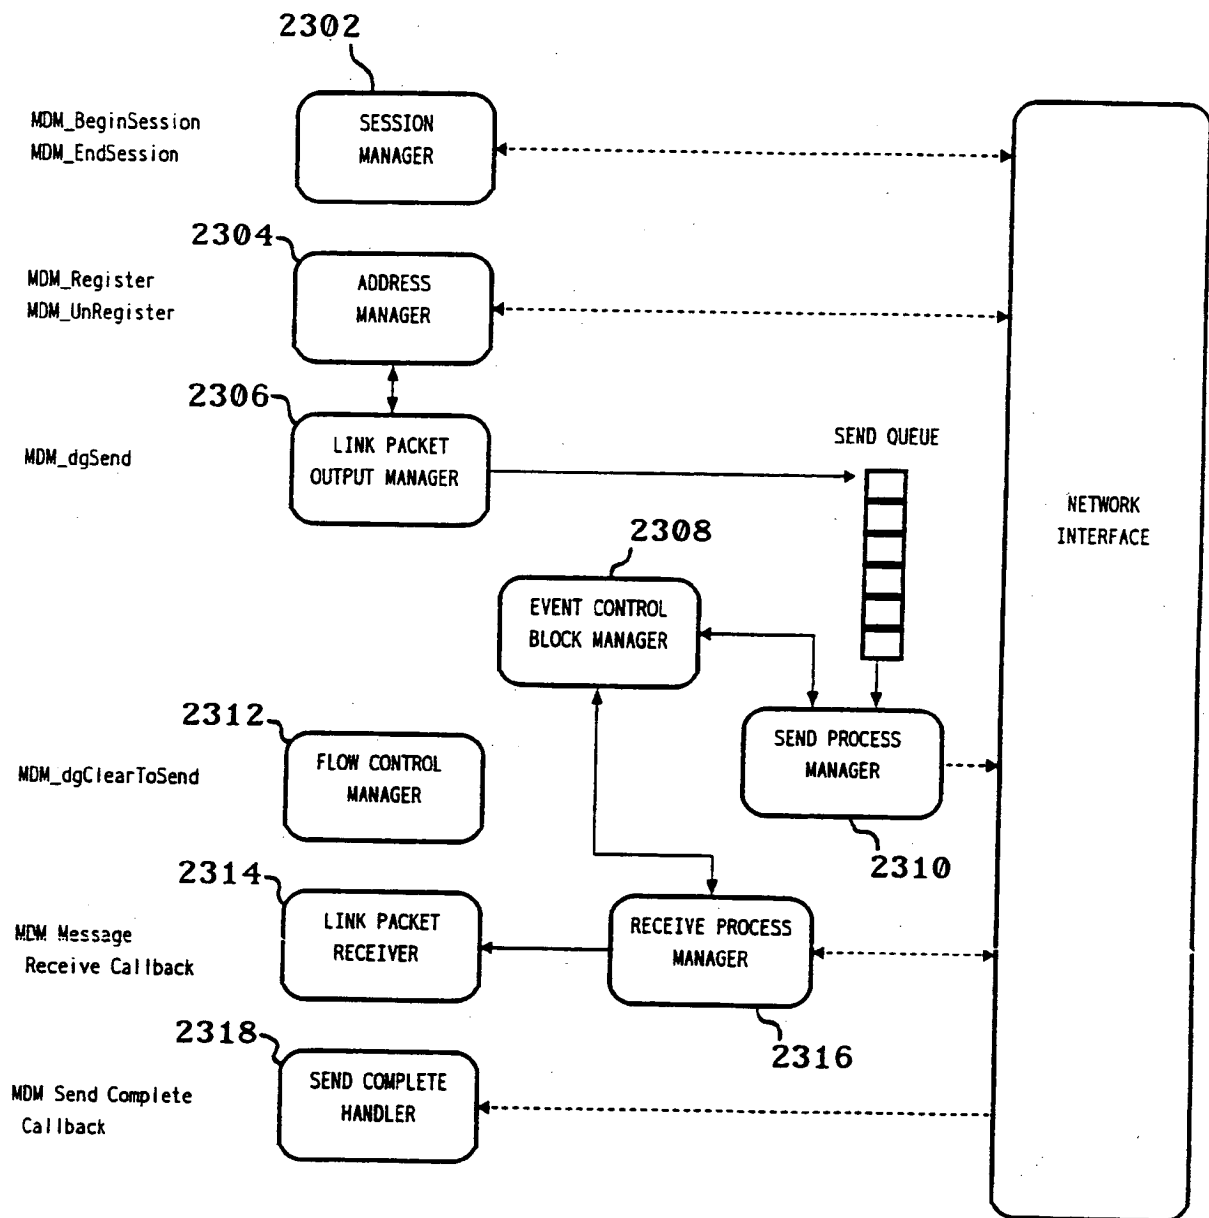 2302
MDM_BeginSession
MDM_EndSession
SESSION
MANAGER
2304
MDM_Register
MDM_UnRegister
ADDRESS
MANAGER
2306
MDM_dgSend
LINK PACKET
OUTPUT MANAGER
SEND QUEUE
NETWORK
INTERFACE
2308
EVENT CONTROL
BLOCK MANAGER
2312
MDM_dgClearToSend
FLOW CONTROL
MANAGER
SEND PROCESS
MANAGER
2310
2314
MDM Message
Receive Callback
LINK PACKET
RECEIVER
RECEIVE PROCESS
MANAGER
2316
2318
MDM Send Complete
Callback
SEND COMPLETE
HANDLER